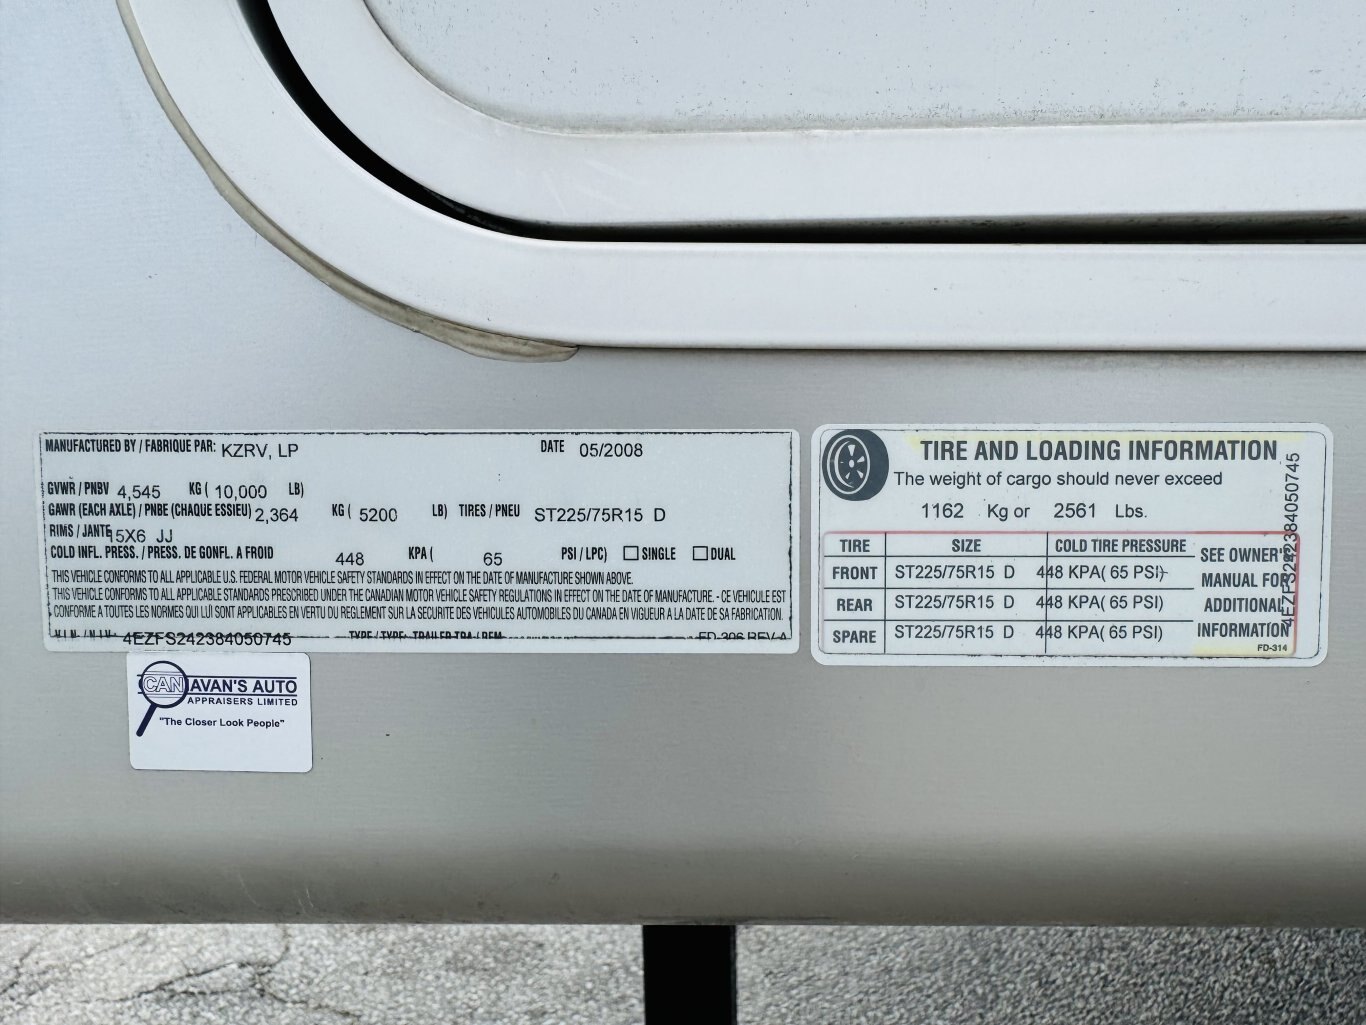 MANUFACTURED BY / FABRIQUE PAR: KZRV, LP DATE 05/2008
GVWR / PNBV 4,545 KG ( 10,000 LB)
GAWR (EACH AXLE) / PNBE (CHAQUE ESSIEU) 2,364 KG ( 5200 LB) TIRES / PNEU ST225/75R15 D
RIMS / JANTE 15X6 JJ
COLD INFL. PRESS. / PRESS. DE GONFL. A FROID 448 KPA ( 65 PSI / LPC) SINGLE DUAL
THIS VEHICLE CONFORMS TO ALL APPLICABLE U.S. FEDERAL MOTOR VEHICLE SAFETY STANDARDS IN EFFECT ON THE DATE OF MANUFACTURE SHOWN ABOVE.
THIS VEHICLE CONFORMS TO ALL APPLICABLE STANDARDS PRESCRIBED UNDER THE CANADIAN MOTOR VEHICLE SAFETY REGULATIONS IN EFFECT ON THE DATE OF MANUFACTURE. - CE VEHICULE EST
CONFORME A TOUTES LES NORMES QUI LUI SONT APPLICABLES EN VERTU DU REGLEMENT SUR LA SECURITE DES VEHICULES AUTOMOBILES DU CANADA EN VIGUEUR A LA DATE DE SA FABRICATION.
V.I.N. / N.I.V. 4EZFS242384050745 TYPE / TYPE: TRAILER-TRA / REM FD-306 REV-A
CANAVAN'S AUTO
APPRAISERS LIMITED
"The Closer Look People"
TIRE AND LOADING INFORMATION
The weight of cargo should never exceed
1162 Kg or 2561 Lbs.
TIRE SIZE COLD TIRE PRESSURE
FRONT ST225/75R15 D 448 KPA( 65 PSI)
REAR ST225/75R15 D 448 KPA( 65 PSI)
SPARE ST225/75R15 D 448 KPA( 65 PSI)
SEE OWNER'S
MANUAL FOR
ADDITIONAL
INFORMATION
FD-314
4EZFS242384050745